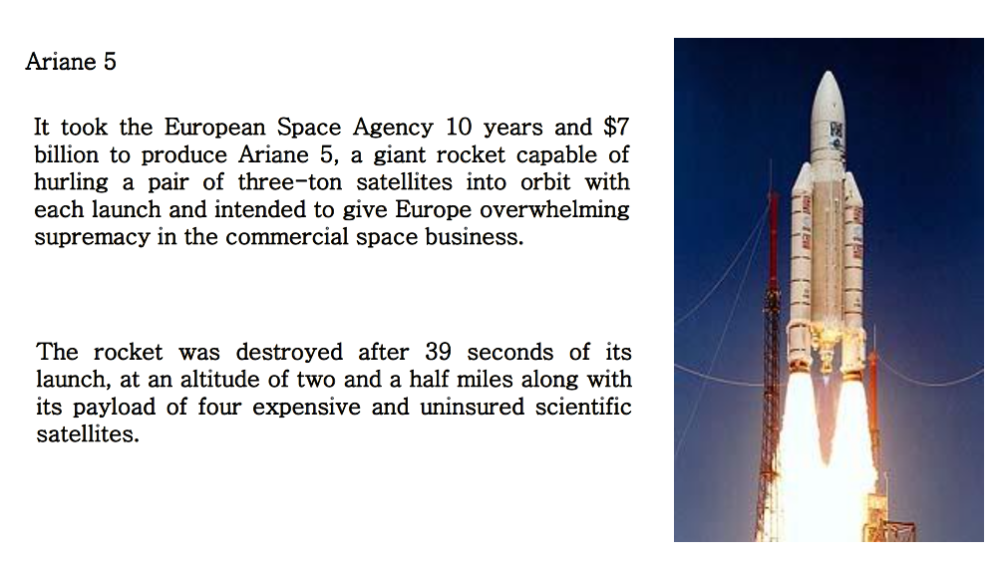 Ariane 5
It took the European Space Agency 10 years and $7
billion to produce Ariane 5, a giant rocket capable of
hurling a pair of three-ton satellites into orbit with
each launch and intended to give Europe overwhelming
supremacy in the commercial space business.
The rocket was destroyed after 39 seconds of its
launch, at an altitude of two and a half miles along with
its payload of four expensive and uninsured scientific
satellites.